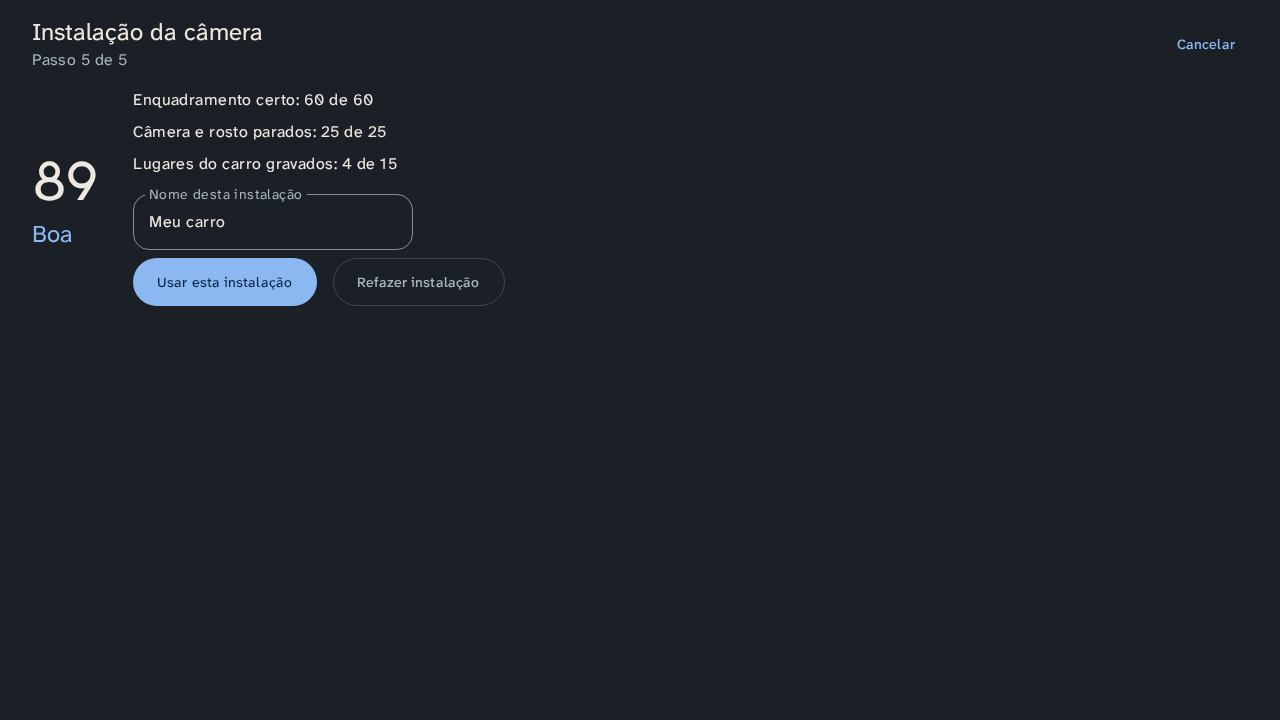 Instalação da câmera
Passo 5 de 5
Cancelar
Enquadramento certo: 60 de 60
Câmera e rosto parados: 25 de 25
Lugares do carro gravados: 4 de 15
89
Boa
Nome desta instalação
Meu carro
Usar esta instalação
Refazer instalação